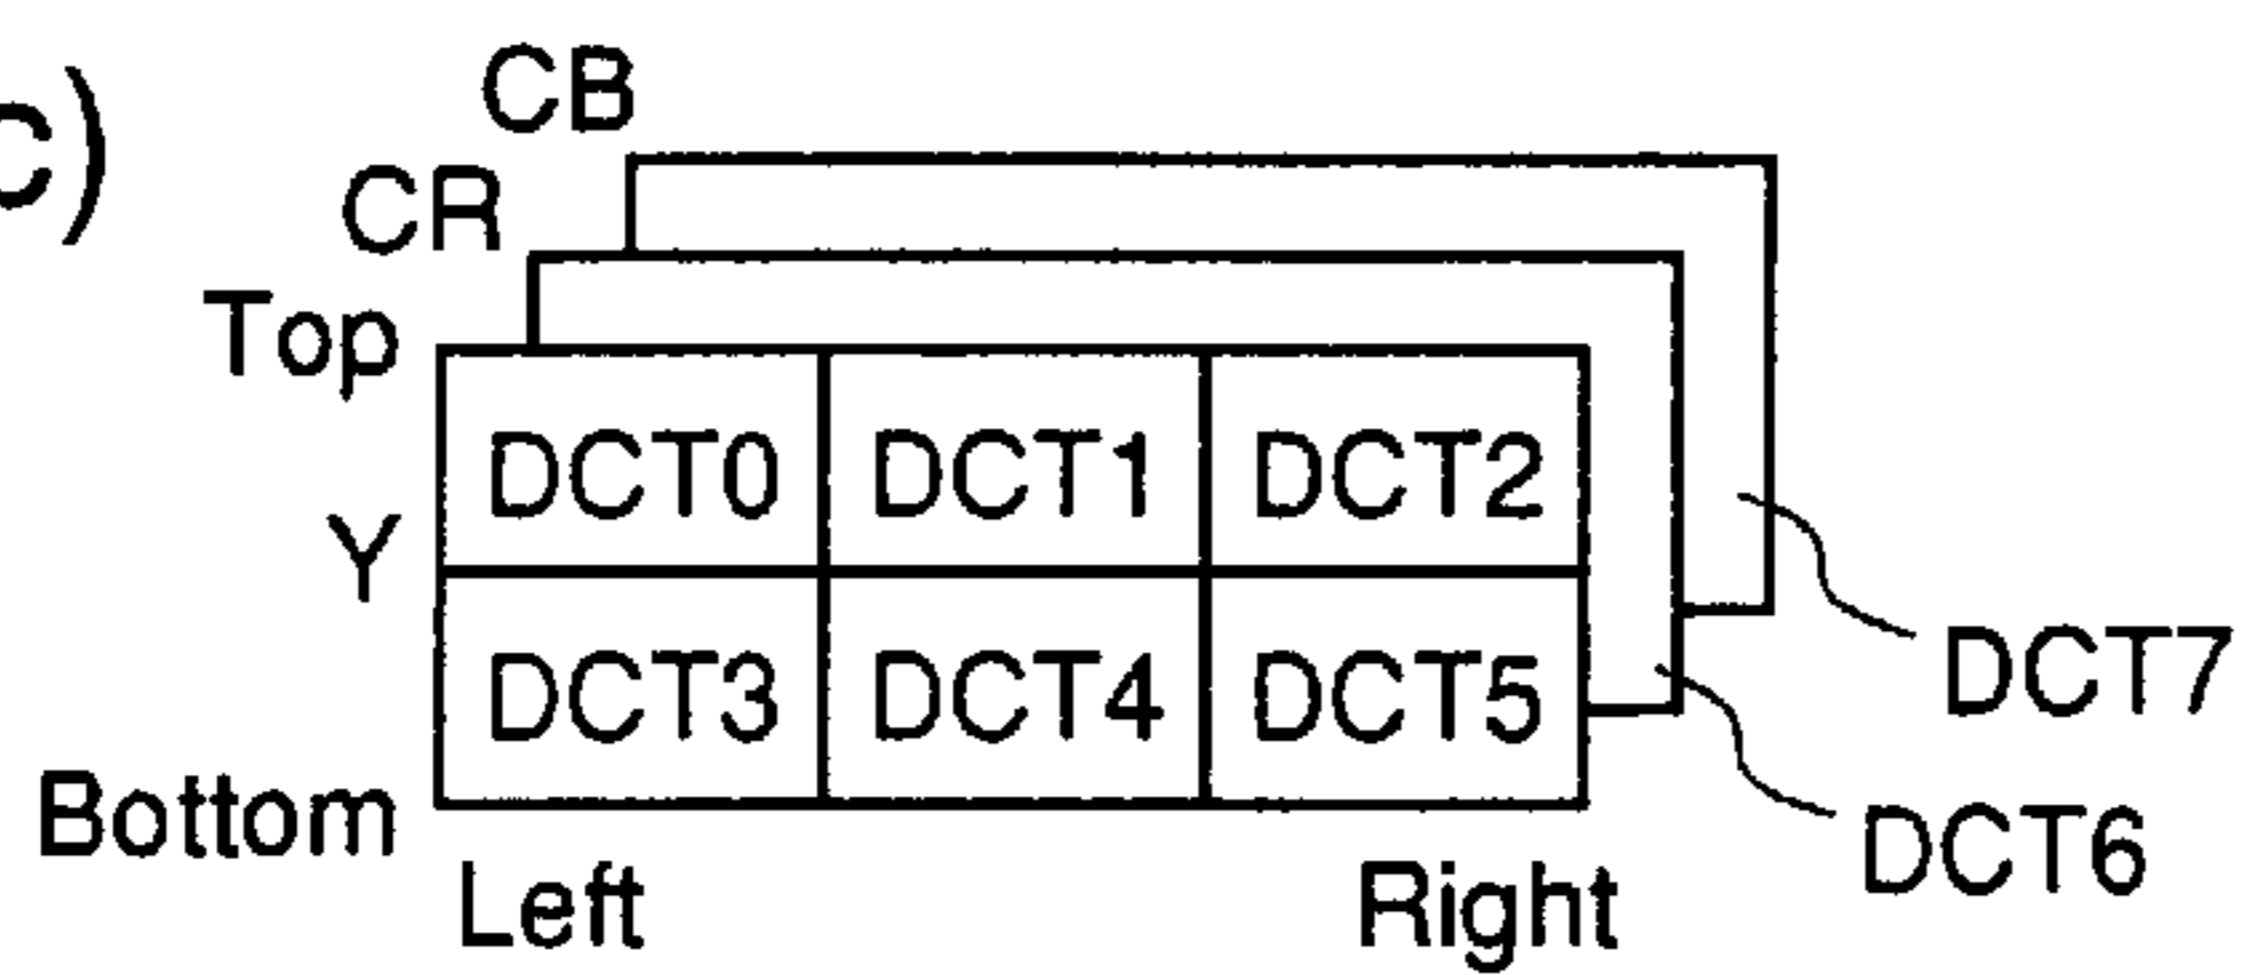 c)
CB
CR
Top
DCT0 DCT1 DCT2
Y
DCT7
DCT3 DCT4 DCT5
Bottom
DCT6
Left Right